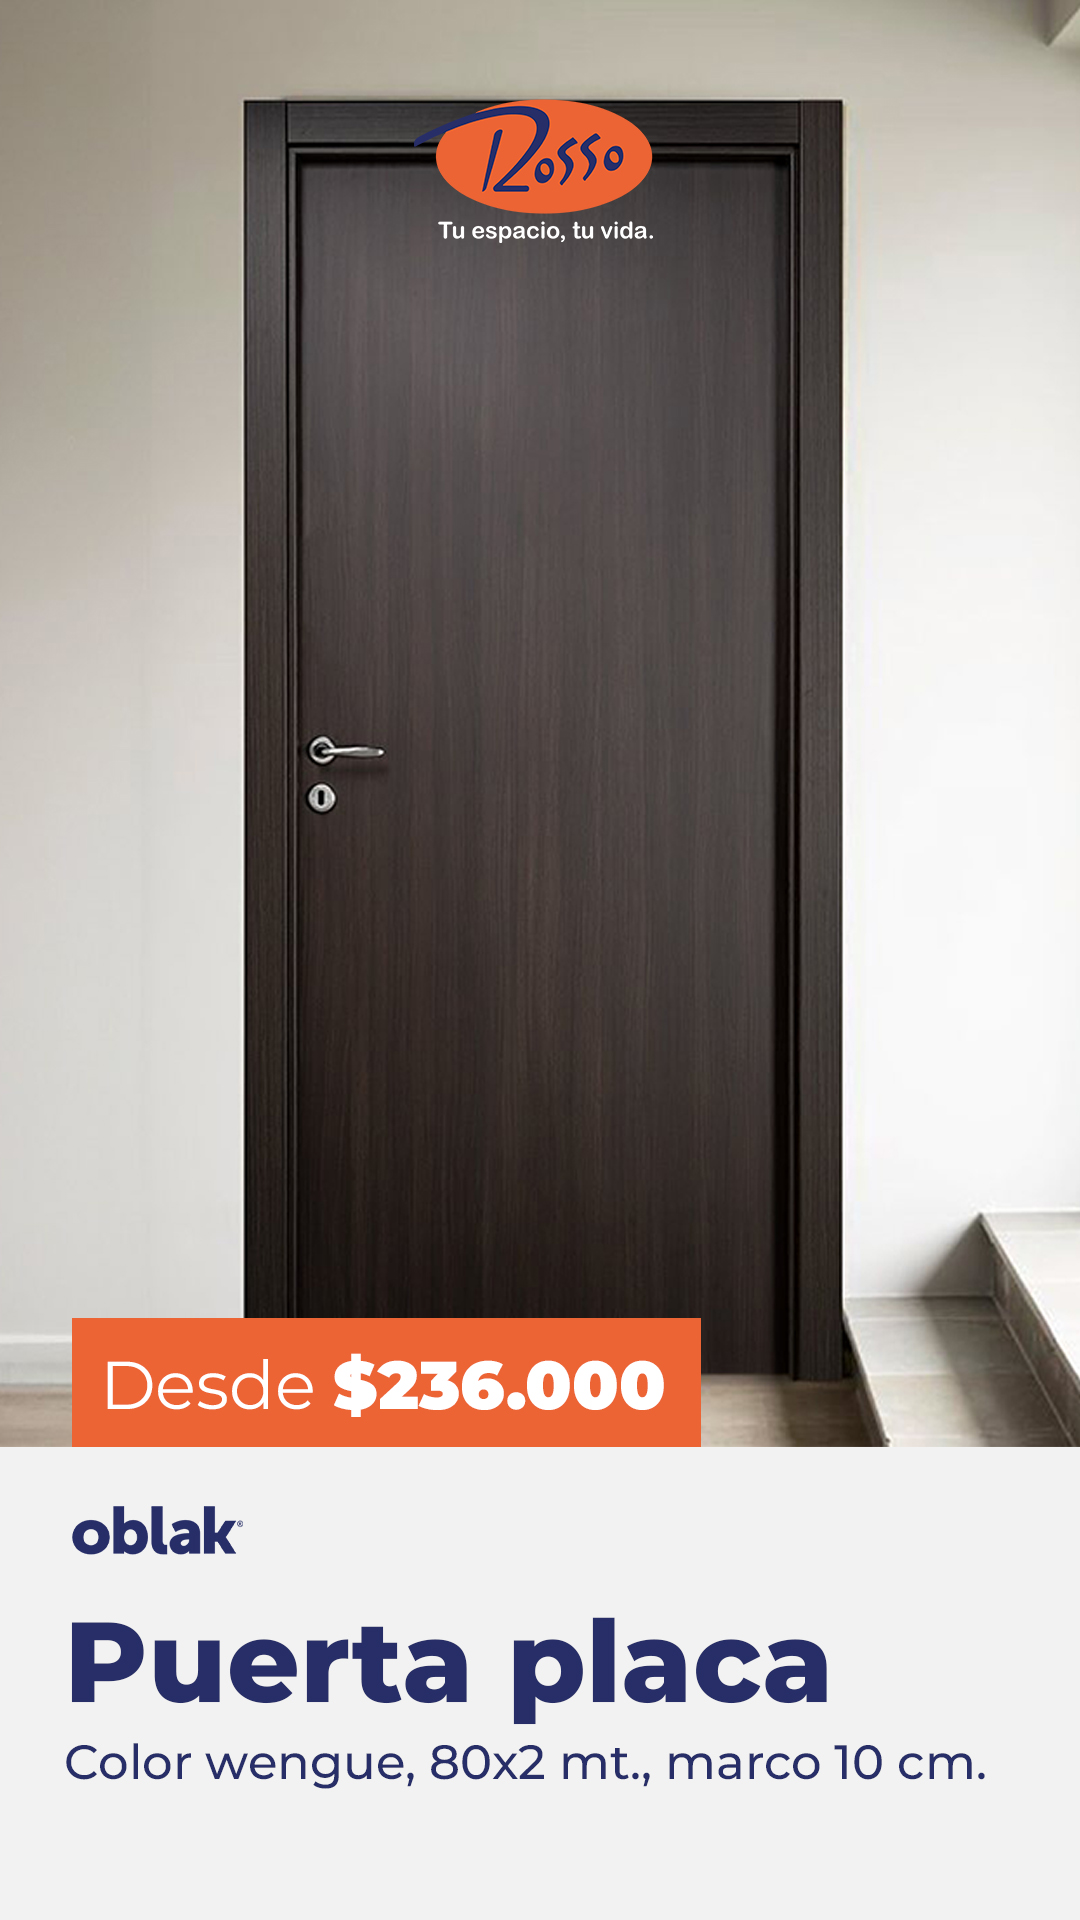 Rosso
Tu espacio, tu vida.
Desde $236.000
oblak®
Puerta placa
Color wengue, 80x2 mt., marco 10 cm.